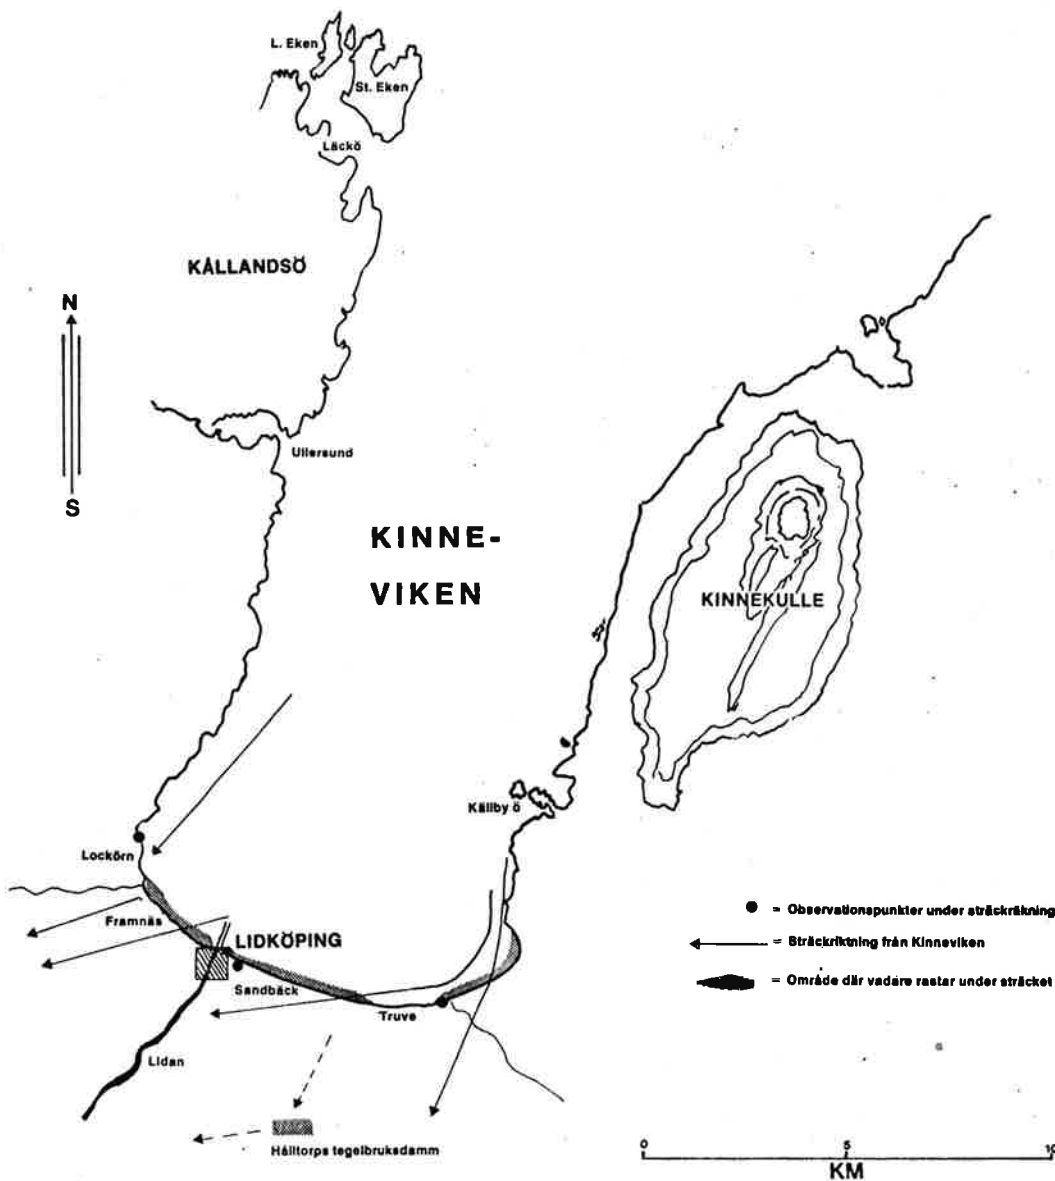 L. Eken
St. Eken
Läckö
KÅLLANDSÖ
N
S
Ullersund
KINNE-
VIKEN
KINNEKULLE
Källby ö
Lockörn
Framnäs
LIDKÖPING
Sandbäck
Truve
Lidan
Hälltorps tegelbruksdamm
= Observationspunkter under sträckräkning
= Sträckriktning från Kinneviken
= Område där vadare rastar under sträcket
0 5 10
KM